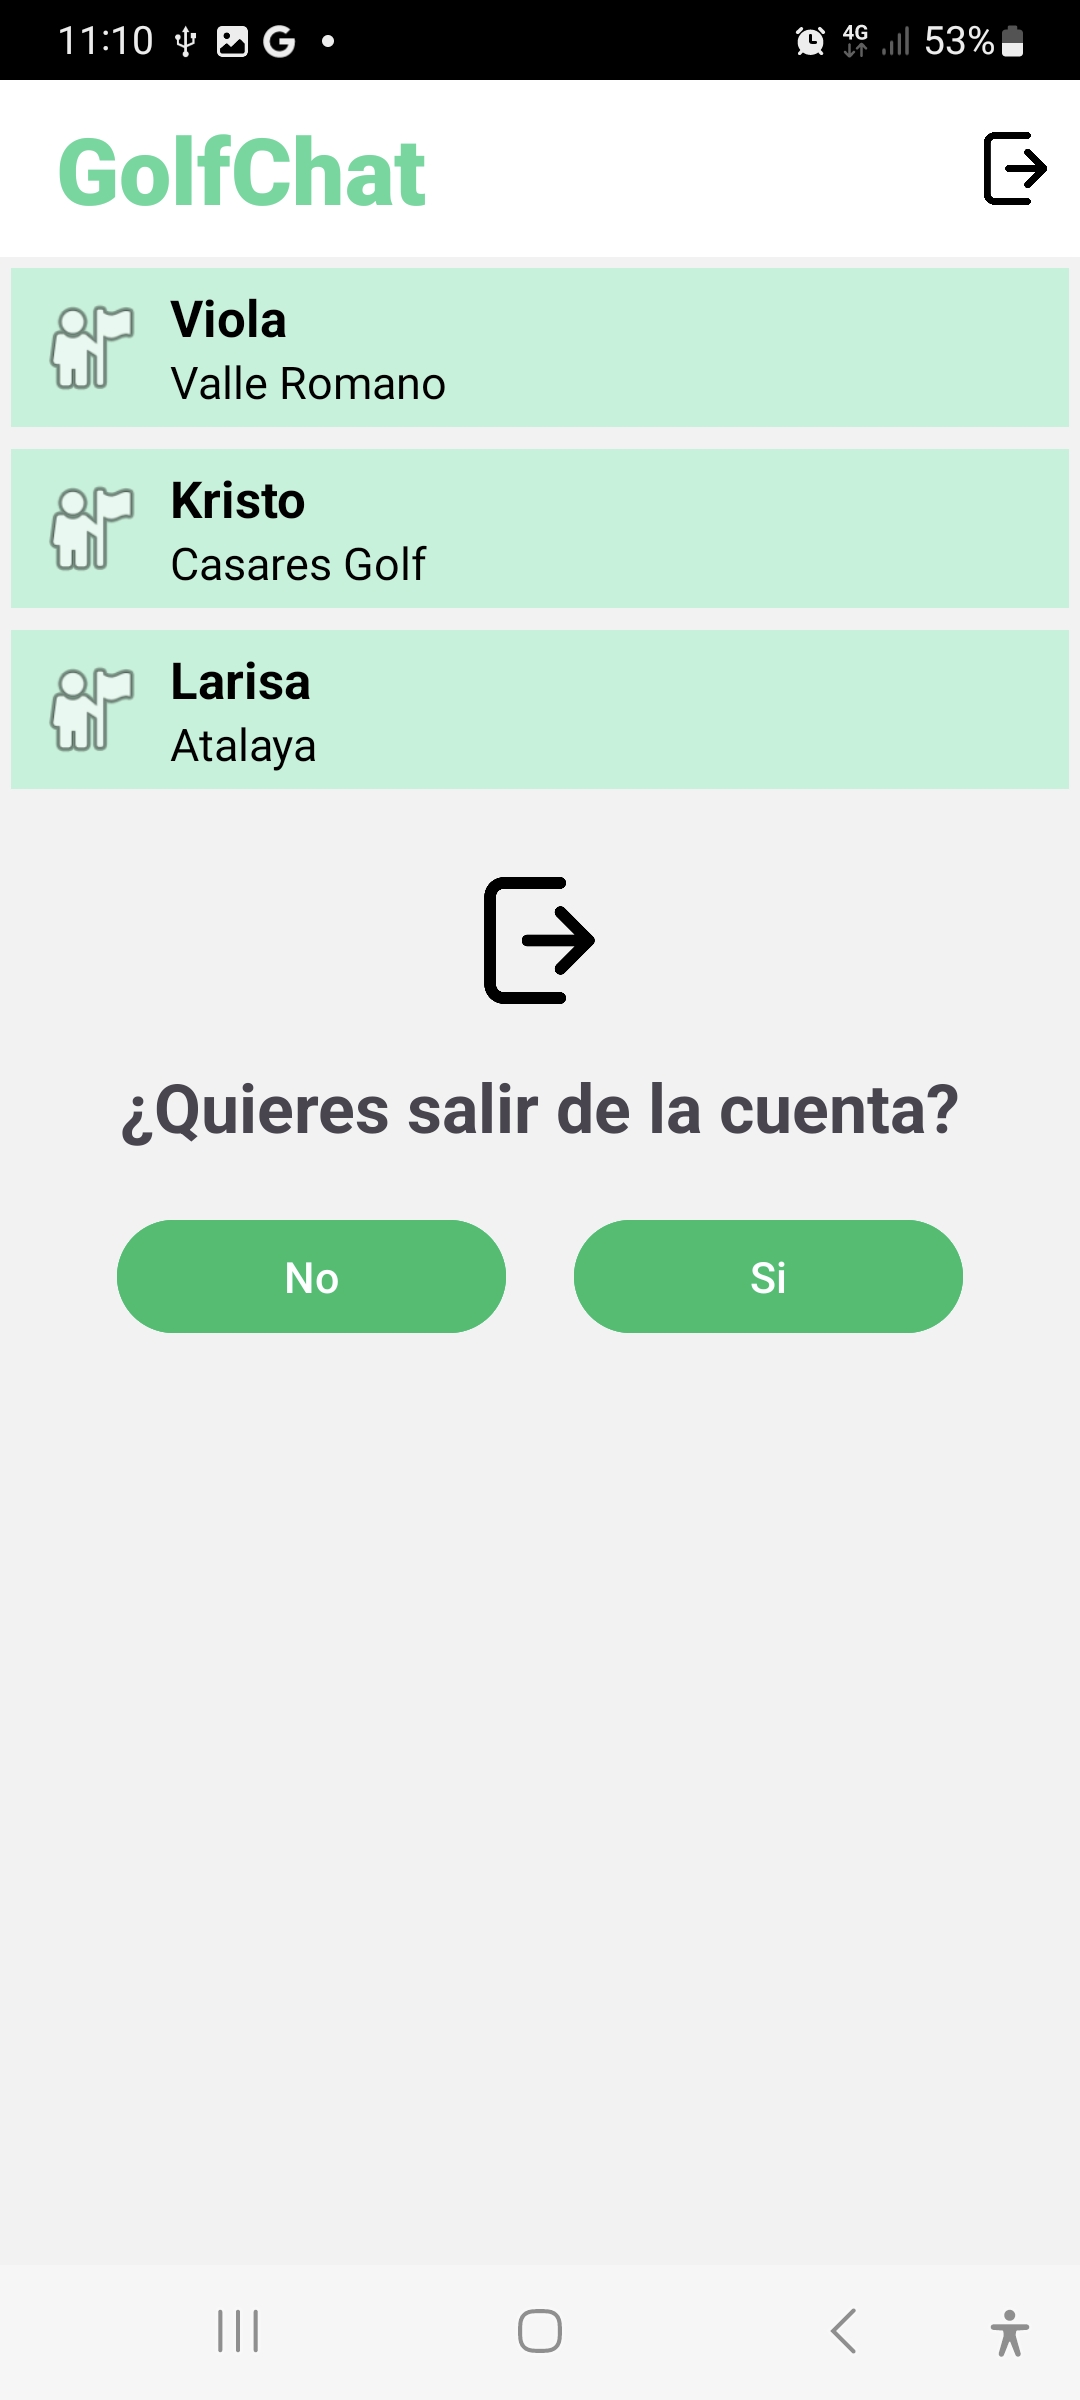 11:10
4G
53%
GolfChat
Viola
Valle Romano
Kristo
Casares Golf
Larisa
Atalaya
¿Quieres salir de la cuenta?
No
Si